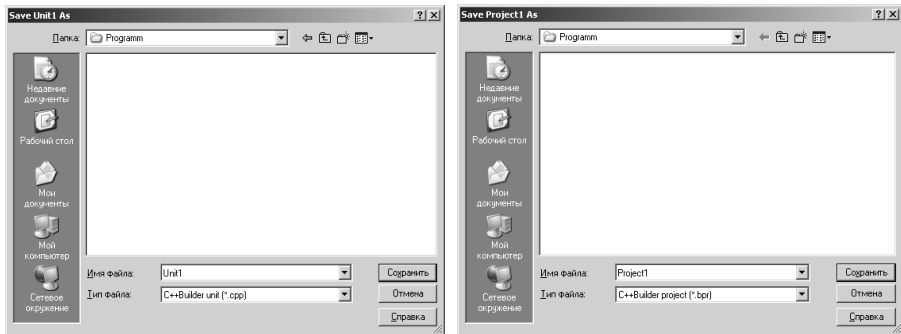 Save Unit1 As
Папка: Programm
Недавние
документы
Рабочий стол
Мои
документы
Мой
компьютер
Сетевое
окружение
Имя файла: Unit1 Сохранить
Тип файла: C++Builder unit (*.cpp) Отмена
Справка
Save Project1 As
Папка: Programm
Недавние
документы
Рабочий стол
Мои
документы
Мой
компьютер
Сетевое
окружение
Имя файла: Project1 Сохранить
Тип файла: C++Builder project (*.bpr) Отмена
Справка